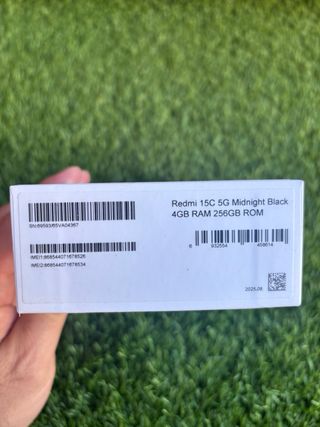 Redmi 15C 5G Midnight Black
4GB RAM 256GB ROM
SN:69593/65VA04367
IMEI1:868544071678526
IMEI2:868544071678534
2025.08